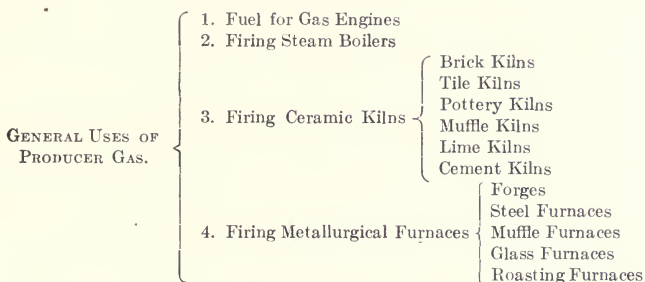 GENERAL USES OF
PRODUCER GAS.
1. Fuel for Gas Engines
2. Firing Steam Boilers
3. Firing Ceramic Kilns
Brick Kilns
Tile Kilns
Pottery Kilns
Muffle Kilns
Lime Kilns
Cement Kilns
4. Firing Metallurgical Furnaces
Forges
Steel Furnaces
Muffle Furnaces
Glass Furnaces
Roasting Furnaces